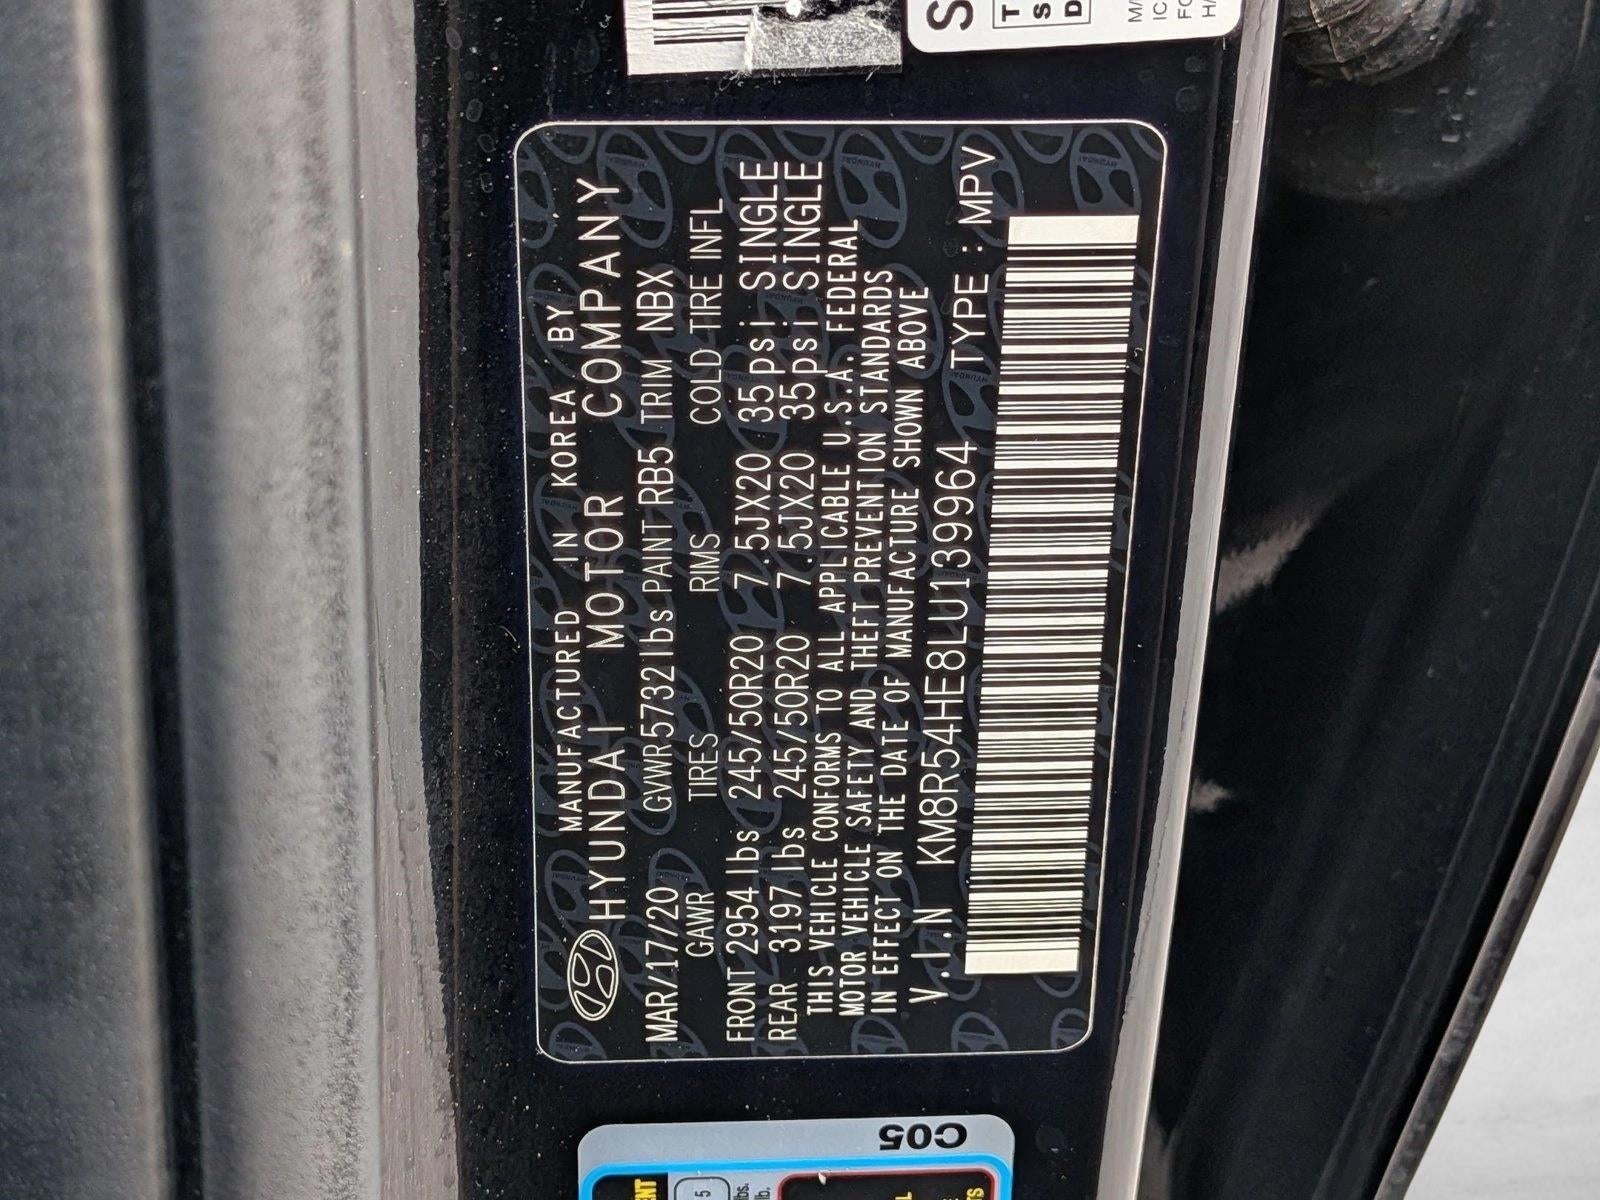 MANUFACTURED IN KOREA BY
HYUNDAI MOTOR COMPANY
MAR/17/20 GVWR5732lbs PAINT RB5 TRIM NBX
GAWR TIRES RIMS COLD TIRE INFL
FRONT 2954 lbs 245/50R20 7.5JX20 35psi SINGLE
REAR 3197 lbs 245/50R20 7.5JX20 35psi SINGLE
THIS VEHICLE CONFORMS TO ALL APPLICABLE U.S.A. FEDERAL
MOTOR VEHICLE SAFETY AND THEFT PREVENTION STANDARDS
IN EFFECT ON THE DATE OF MANUFACTURE SHOWN ABOVE
V.I.N KM8R54HE8LU139964 TYPE : MPV
C05